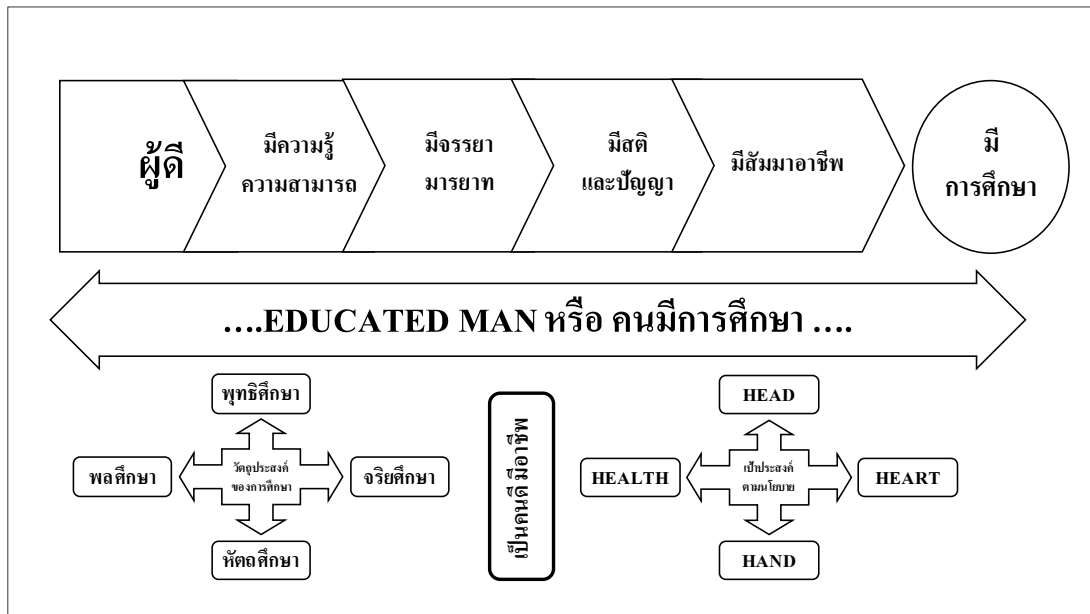 ผู้ดี
มีความรู้
ความสามารถ
มีจรรยา
มารยาท
มีสติ
และปัญญา
มีสัมมาอาชีพ
มี
การศึกษา
....EDUCATED MAN หรือ คนมีการศึกษา ....
พุทธิศึกษา
พลศึกษา
วัตถุประสงค์
ของการศึกษา
จริยศึกษา
หัตถศึกษา
เป็นคนดี มีอาชีพ
HEAD
HEALTH
เป้าประสงค์
ตามนโยบาย
HEART
HAND